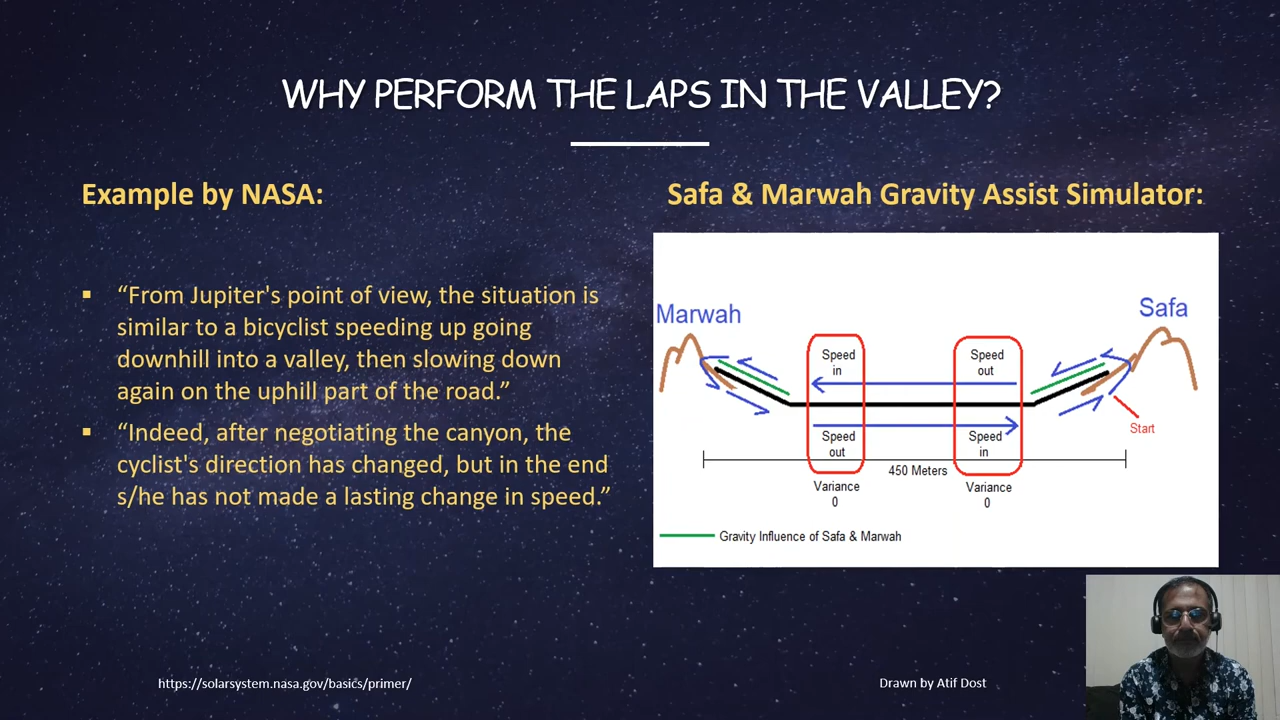 WHY PERFORM THE LAPS IN THE VALLEY?
Example by NASA:
“From Jupiter's point of view, the situation is
similar to a bicyclist speeding up going
downhill into a valley, then slowing down
again on the uphill part of the road.”
“Indeed, after negotiating the canyon, the
cyclist's direction has changed, but in the end
s/he has not made a lasting change in speed.”
Safa & Marwah Gravity Assist Simulator:
Marwah
Safa
Speed
in
Speed
out
Start
Speed
out
Speed
in
450 Meters
Variance
0
Variance
0
Gravity Influence of Safa & Marwah
https://solarsystem.nasa.gov/basics/primer/
Drawn by Atif Dost